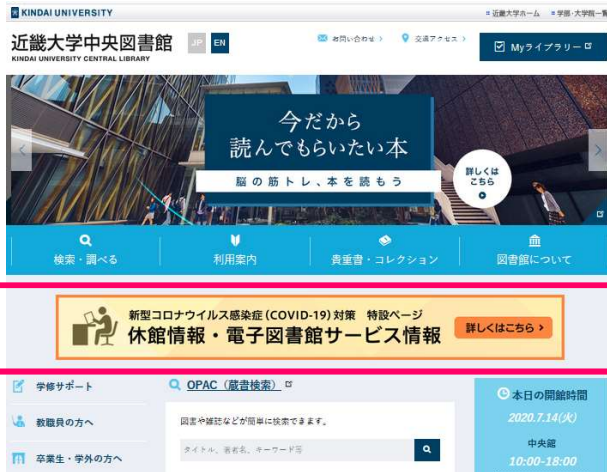 KINDAI UNIVERSITY
近畿大学ホーム 学部・大学院一覧
近畿大学中央図書館 JP EN
KINDAI UNIVERSITY CENTRAL LIBRARY
お問い合わせ 交通アクセス
Myライブラリー
今だから
読んでもらいたい本
脳の筋トレ、本を読もう
詳しくは
こちら
検索・調べる 利用案内 貴重書・コレクション 図書館について
新型コロナウイルス感染症(COVID-19)対策 特設ページ
休館情報・電子図書館サービス情報
詳しくはこちら
学修サポート
教職員の方へ
卒業生・学外の方へ
OPAC(蔵書検索)
図書や雑誌などが簡単に検索できます。
タイトル、著者名、キーワード等
本日の開館時間
2020.7.14(火)
中央館
10:00-18:00